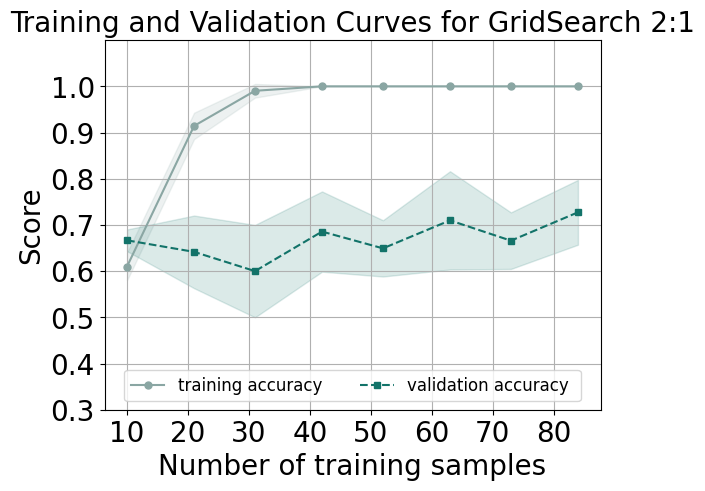 Training and Validation Curves for GridSearch 2:1
1.0
0.9
0.8
0.7
0.6
0.5
0.4
0.3
Score
training accuracy
validation accuracy
10 20 30 40 50 60 70 80
Number of training samples